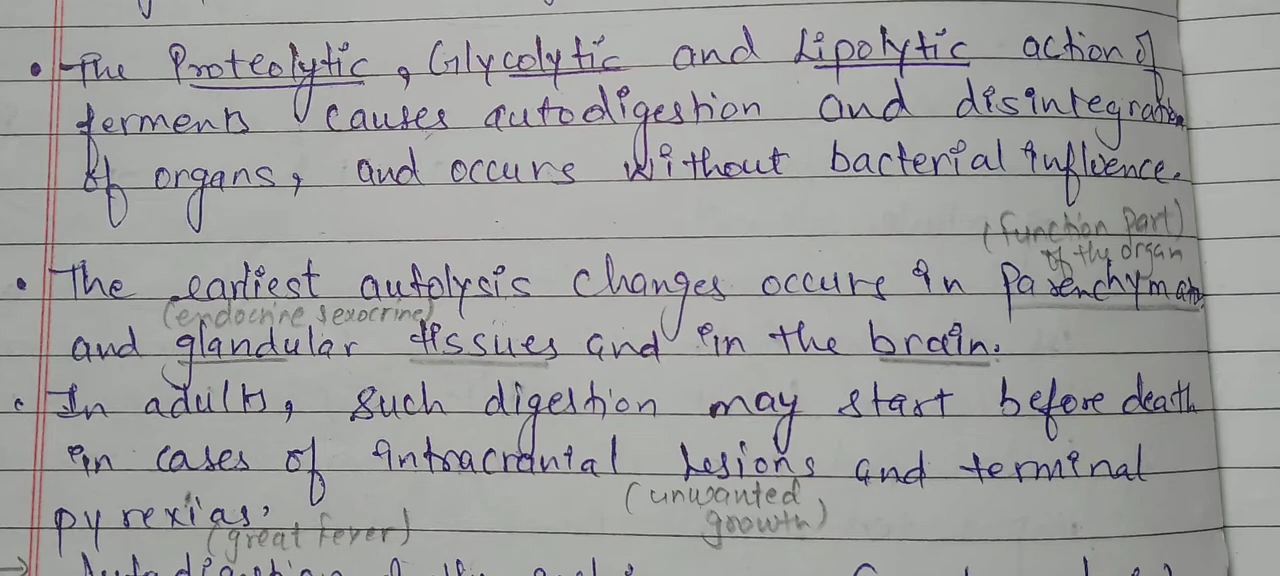 • The Proteolytic, Glycolytic and Lipolytic action of
ferments causes autodigestion and disintegration
of organs, and occurs without bacterial influence.
(function part)
of the organ
• The earliest autolysis changes occurs in Parenchymatous
(endocrine & exocrine)
and glandular tissues and in the brain.
• In adults, such digestion may start before death
in cases of intracranial lesions and terminal
(unwanted
growth)
pyrexias.
(great fever)